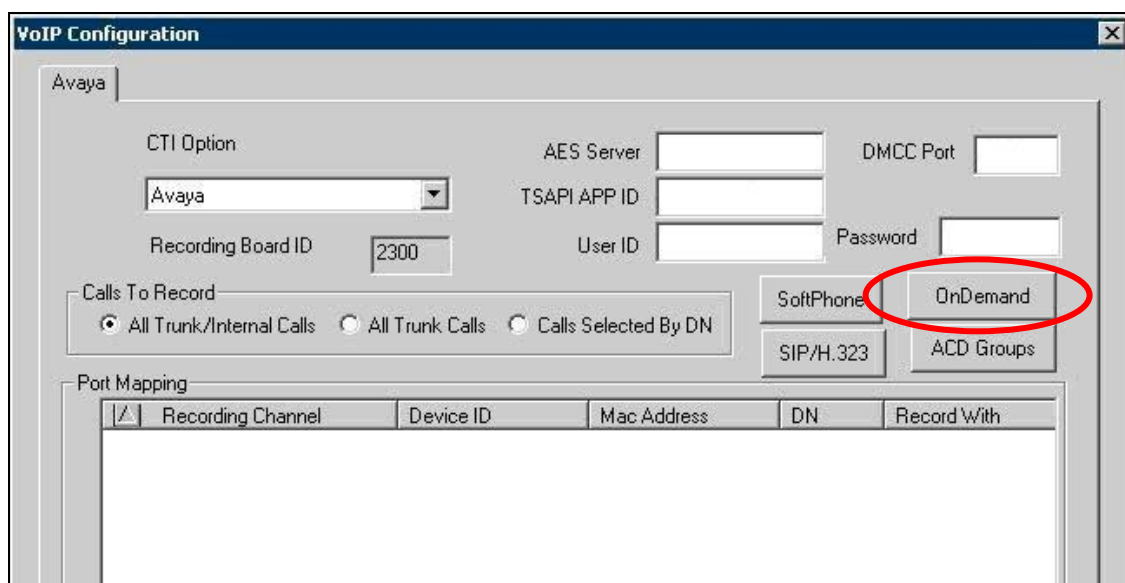 VoIP Configuration
Avaya
CTI Option
AES Server
DMCC Port
Avaya
TSAPI APP ID
Recording Board ID
2300
User ID
Password
Calls To Record
SoftPhone
OnDemand
All Trunk/Internal Calls
All Trunk Calls
Calls Selected By DN
SIP/H.323
ACD Groups
Port Mapping
Recording Channel
Device ID
Mac Address
DN
Record With